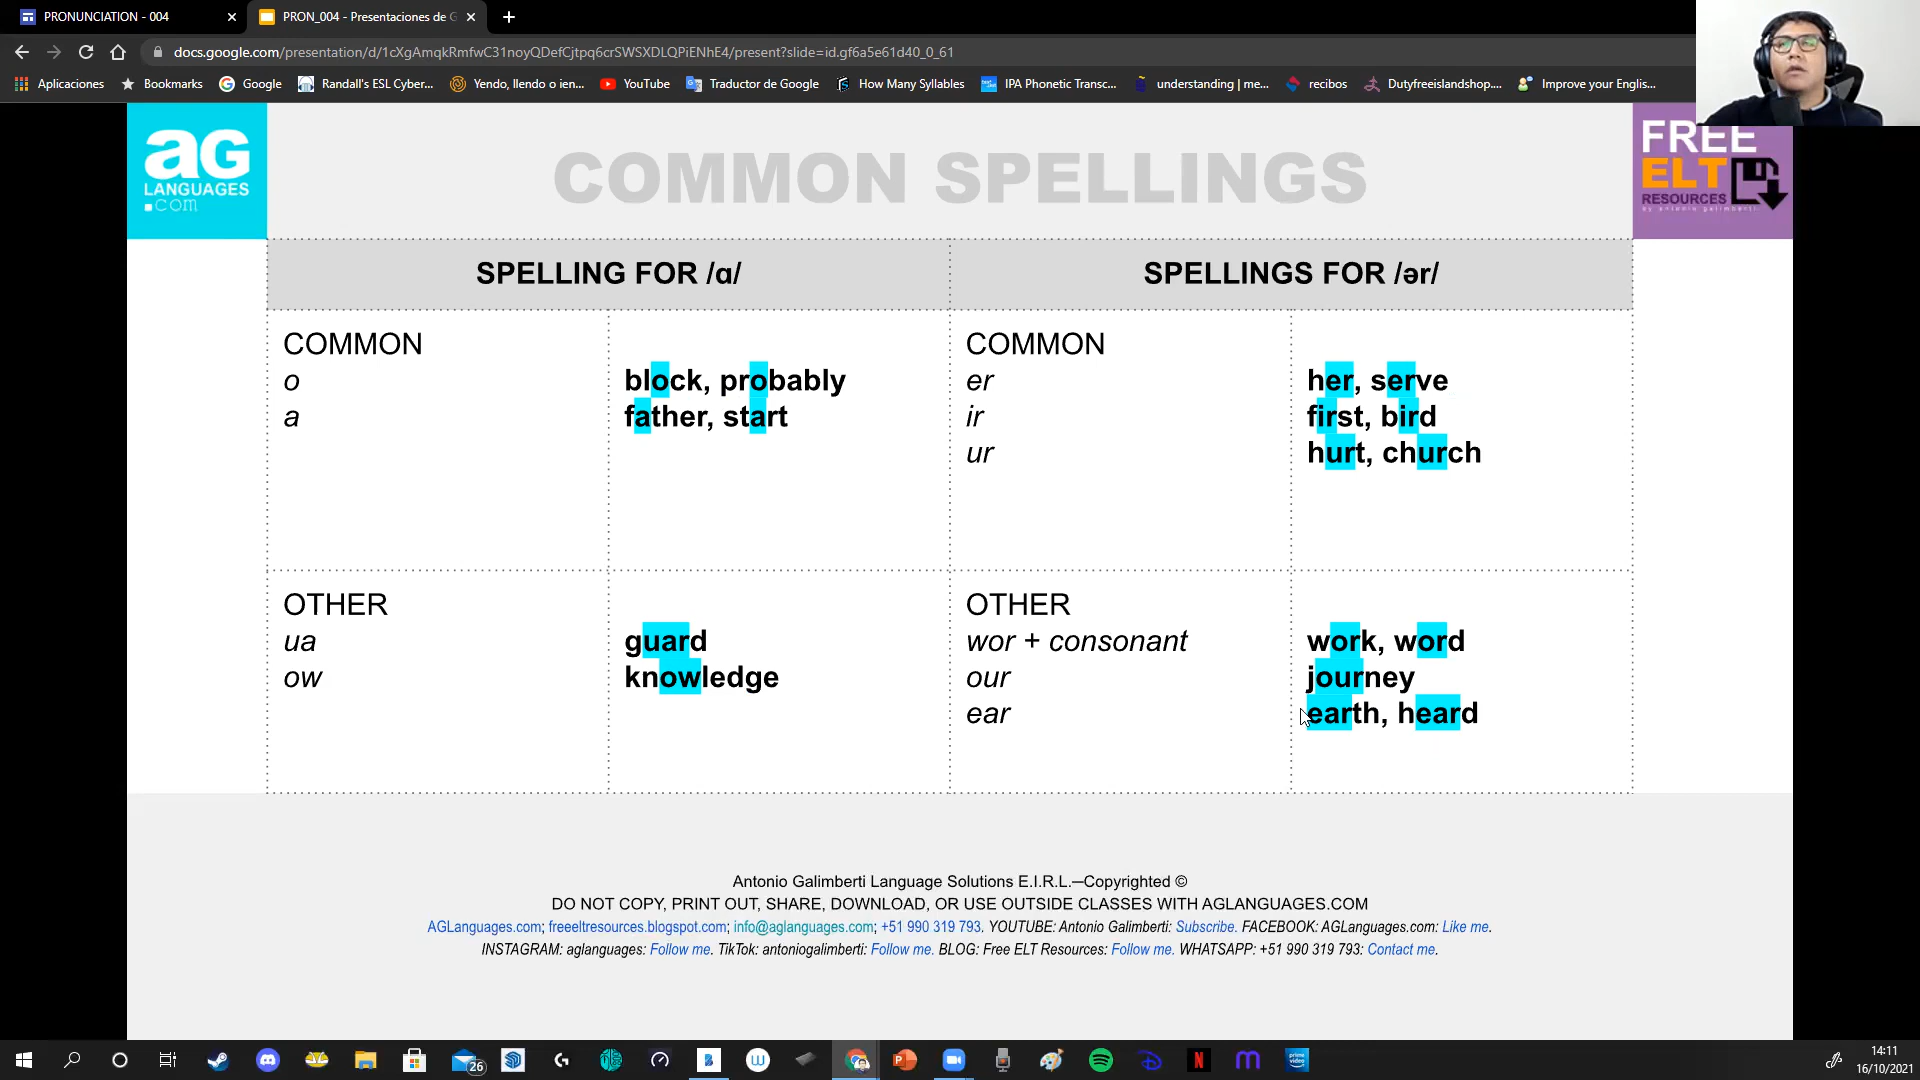 PRONUNCIATION - 004
PRON_004 - Presentaciones de G
docs.google.com/presentation/d/1cXgAmqkRmfwC31noyQDefCjtpq6crSWSXDLQPiENhE4/present?slide=id.gf6a5e61d40_0_61
Aplicaciones Bookmarks Google Randall's ESL Cyber... Yendo, llendo o ien... YouTube Traductor de Google How Many Syllables IPA Phonetic Transc... understanding | me... recibos Dutyfreeislandshop.... Improve your Englis...
aG
LANGUAGES
.com
COMMON SPELLINGS
FREE
ELT
RESOURCES
by antonio galimberti
SPELLING FOR /ɑ/
SPELLINGS FOR /ər/
COMMON
o
a
block, probably
father, start
COMMON
er
ir
ur
her, serve
first, bird
hurt, church
OTHER
ua
ow
guard
knowledge
OTHER
wor + consonant
our
ear
work, word
journey
earth, heard
Antonio Galimberti Language Solutions E.I.R.L.—Copyrighted ©
DO NOT COPY, PRINT OUT, SHARE, DOWNLOAD, OR USE OUTSIDE CLASSES WITH AGLANGUAGES.COM
AGLanguages.com; freeeltresources.blogspot.com; info@aglanguages.com; +51 990 319 793. YOUTUBE: Antonio Galimberti: Subscribe. FACEBOOK: AGLanguages.com: Like me.
INSTAGRAM: aglanguages: Follow me. TikTok: antoniogalimberti: Follow me. BLOG: Free ELT Resources: Follow me. WHATSAPP: +51 990 319 793: Contact me.
26
prime video
14:11
16/10/2021